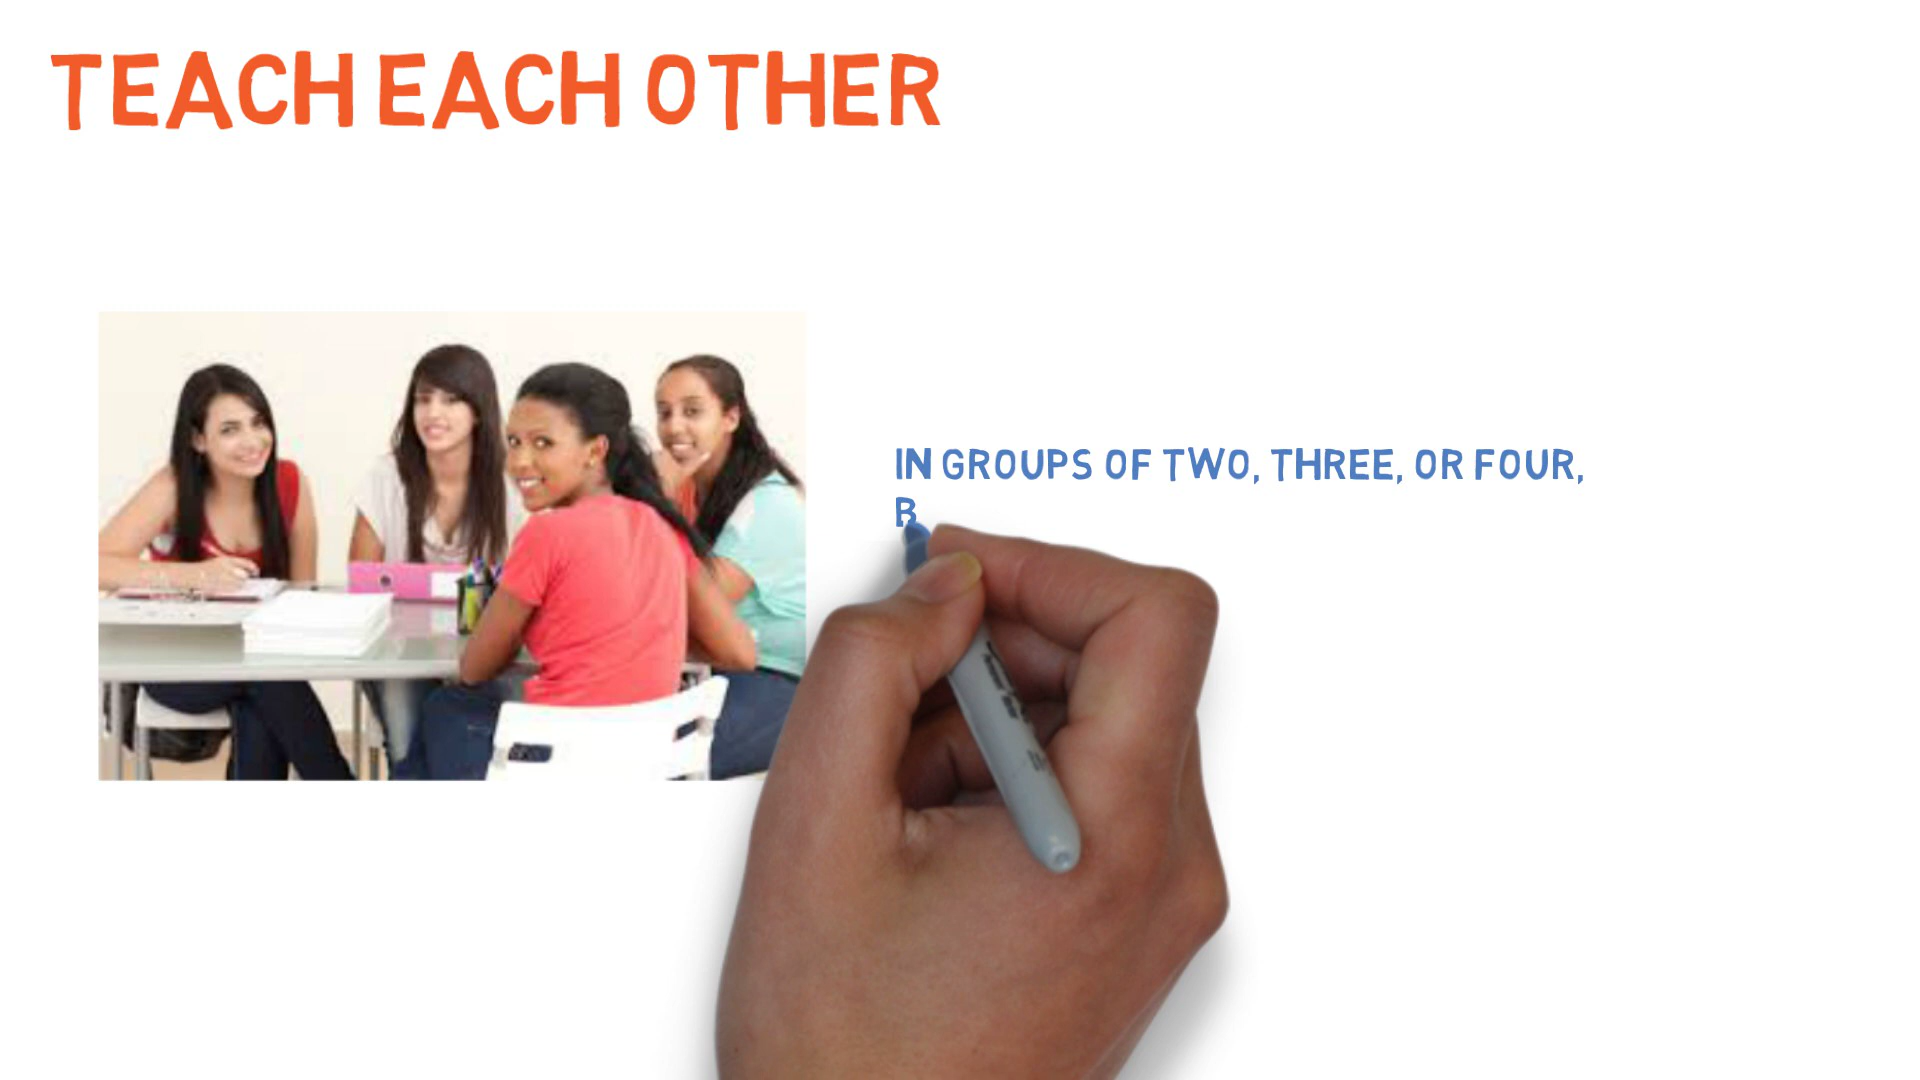 TEACH EACH OTHER
IN GROUPS OF TWO, THREE, OR FOUR,
B